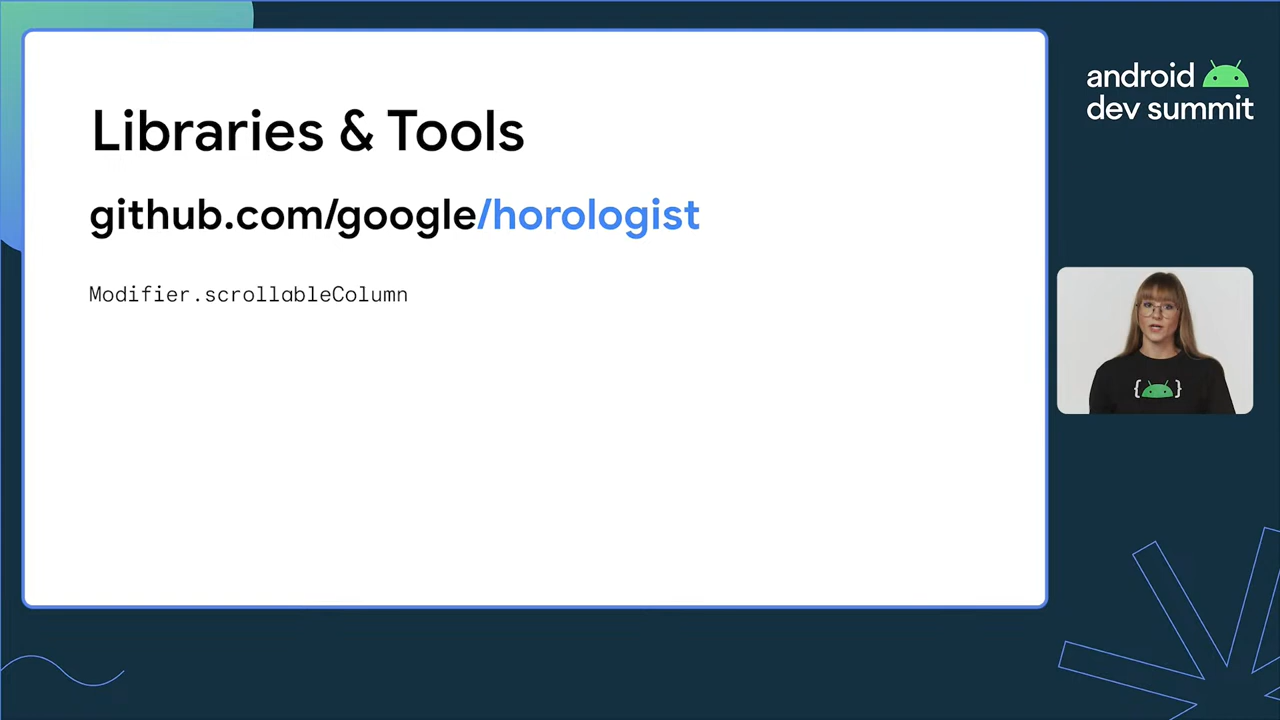 Libraries & Tools
github.com/google/horologist
Modifier.scrollableColumn
android
dev summit
{ }